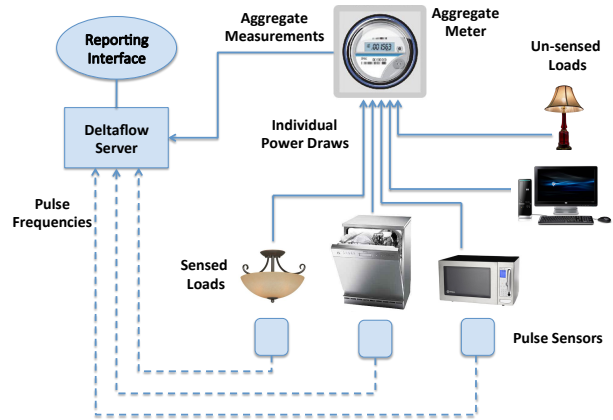 Reporting
Interface
Aggregate
Measurements
Aggregate
Meter
001563
Un-sensed
Loads
Deltaflow
Server
Individual
Power Draws
Pulse
Frequencies
Sensed
Loads
Pulse Sensors